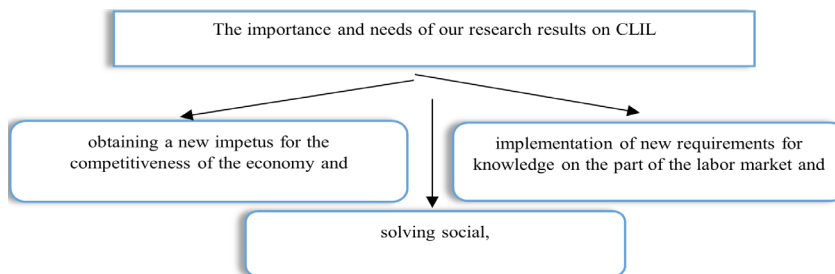 The importance and needs of our research results on CLIL
obtaining a new impetus for the
competitiveness of the economy and
implementation of new requirements for
knowledge on the part of the labor market and
solving social,